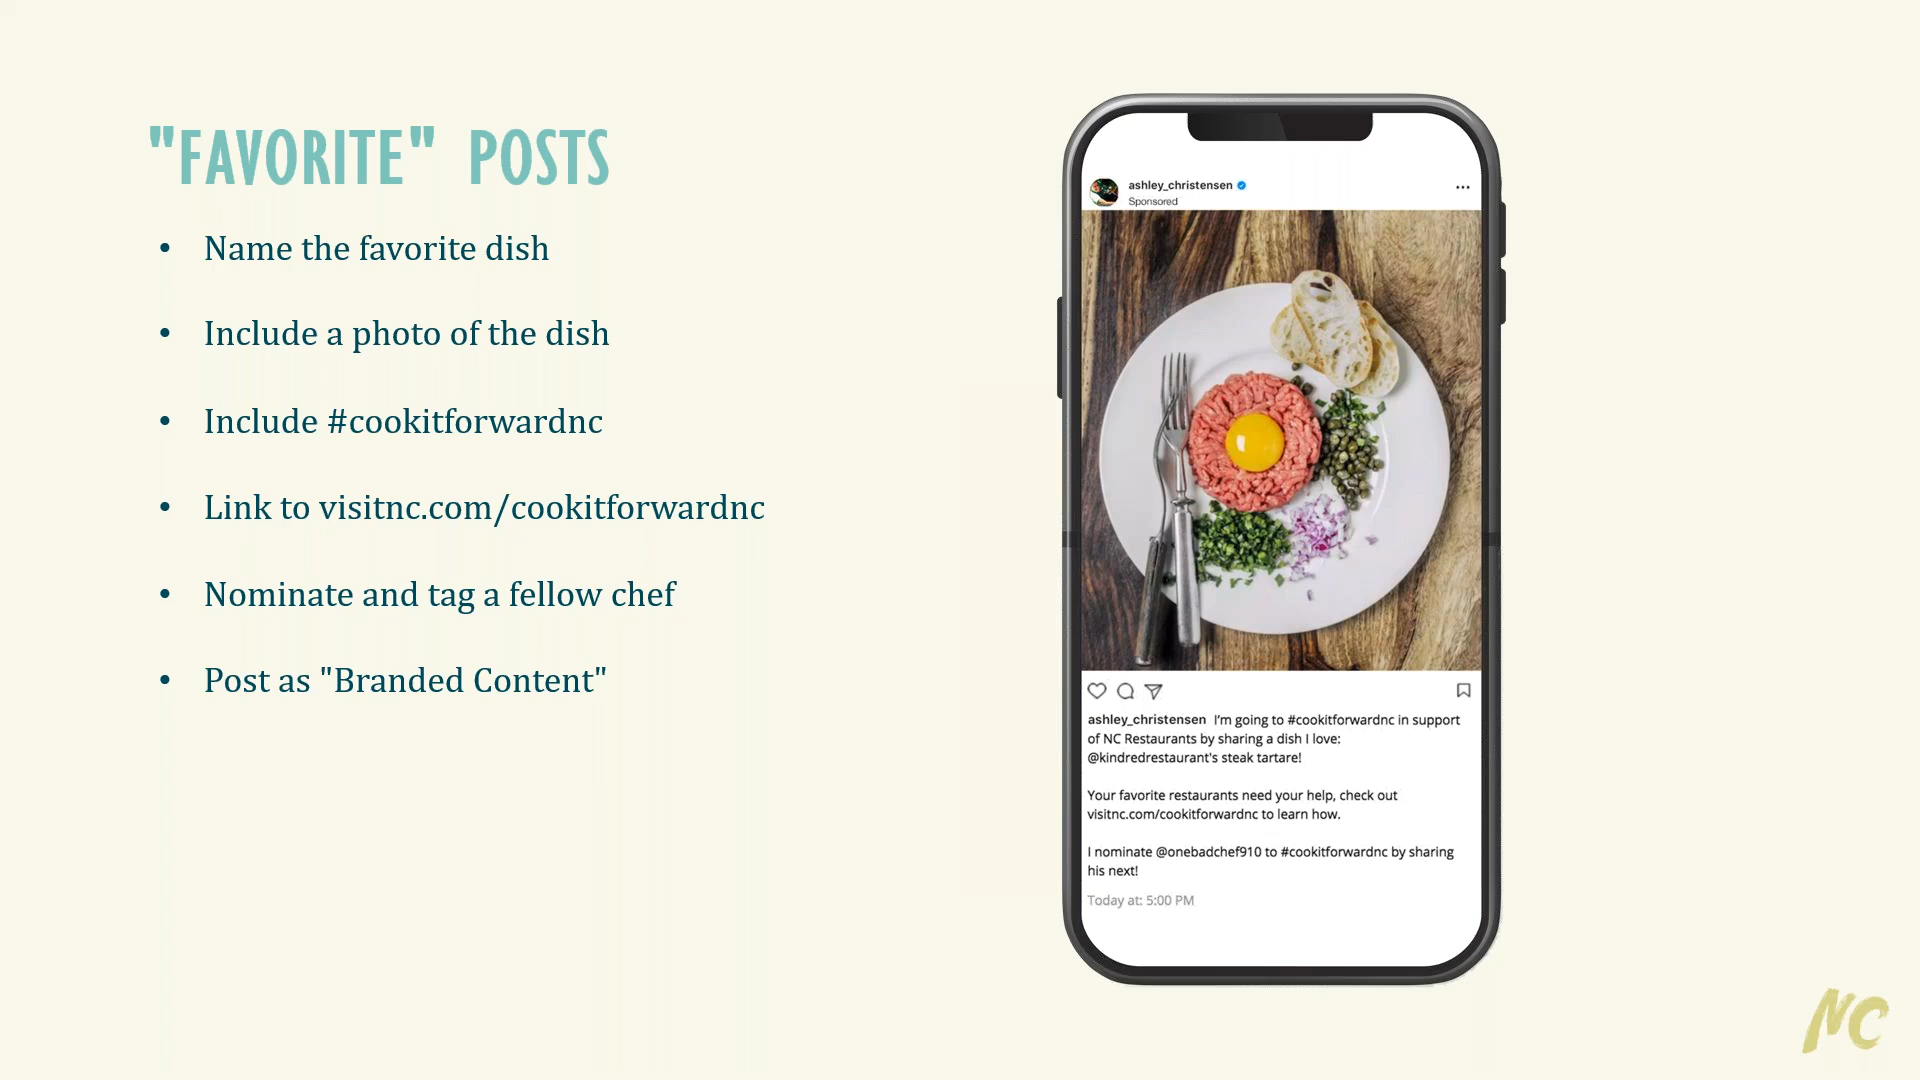 "FAVORITE" POSTS
• Name the favorite dish
• Include a photo of the dish
• Include #cookitforwardnc
• Link to visitnc.com/cookitforwardnc
• Nominate and tag a fellow chef
• Post as "Branded Content"
ashley_christensen
Sponsored
ashley_christensen I'm going to #cookitforwardnc in support
of NC Restaurants by sharing a dish I love:
@kindredrestaurant's steak tartare!
Your favorite restaurants need your help, check out
visitnc.com/cookitforwardnc to learn how.
I nominate @onebadchef910 to #cookitforwardnc by sharing
his next!
Today at: 5:00 PM
NC